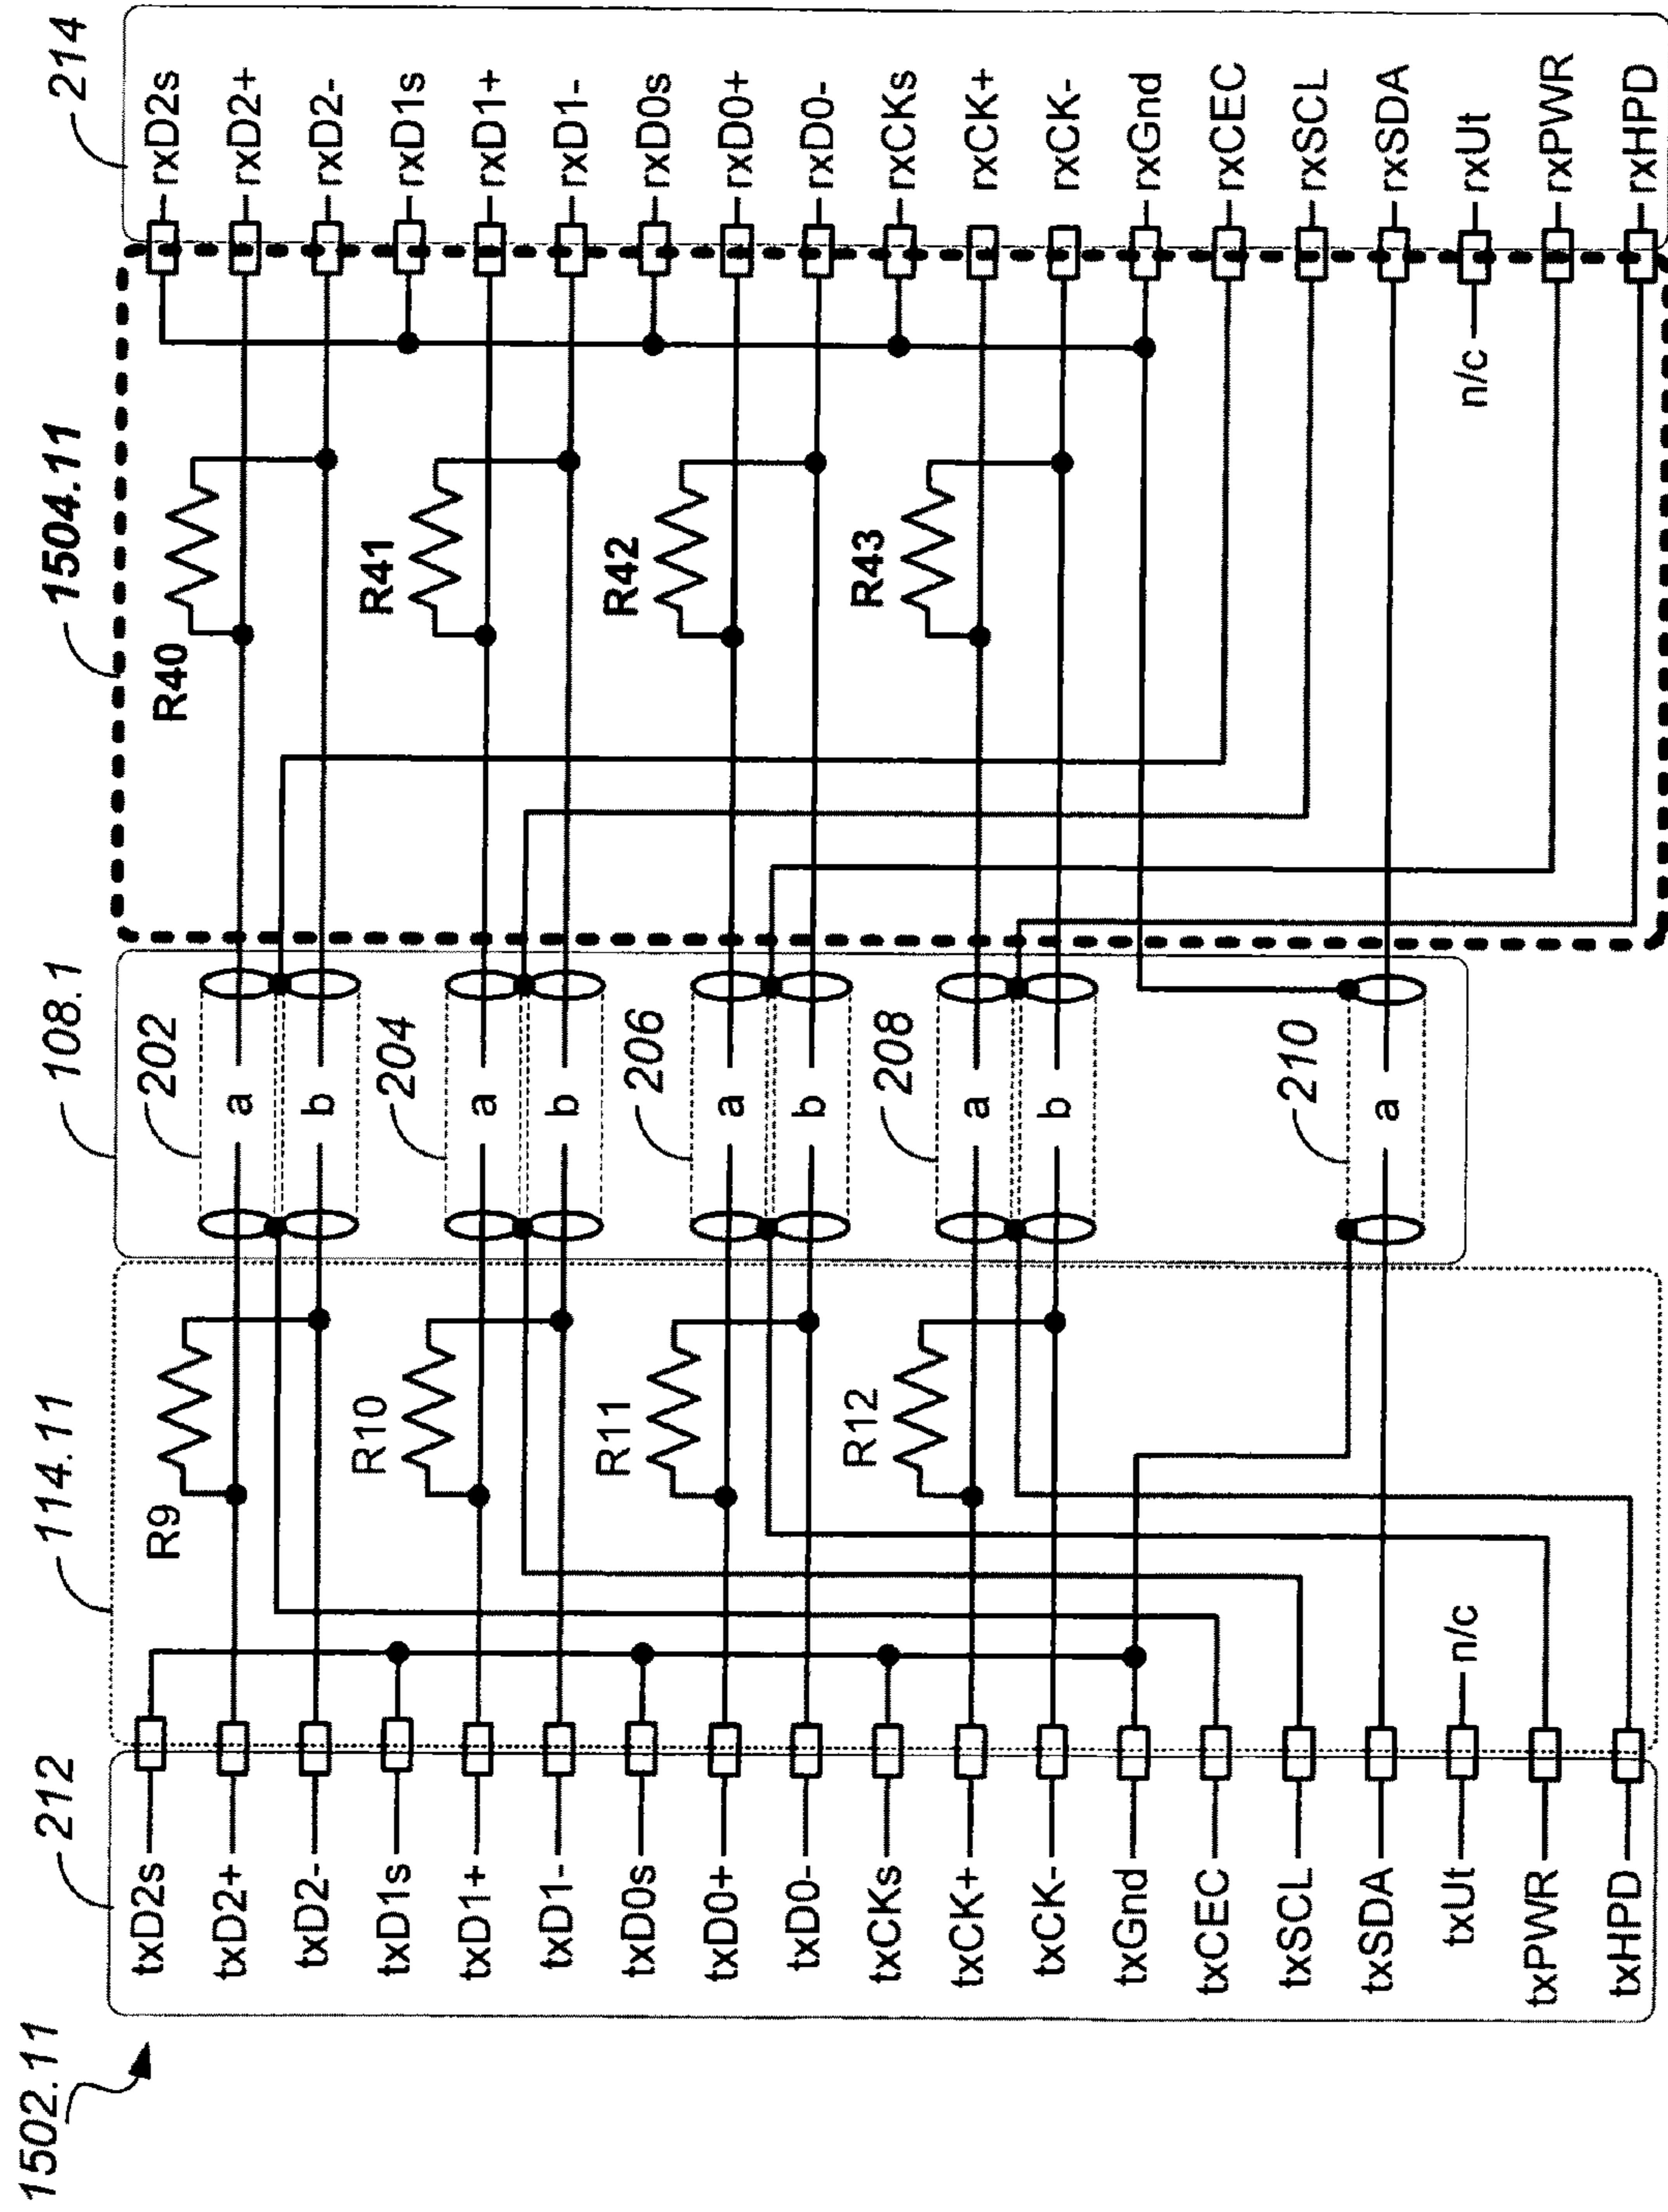 1502.11
212
114.11
108.1
1504.11
214
txD2s
txD2+
txD2-
txD1s
txD1+
txD1-
txD0s
txD0+
txD0-
txCKs
txCK+
txCK-
txGnd
txCEC
txSCL
txSDA
txUt
txPWR
txHPD
n/c
R9
R10
R11
R12
202
a
b
204
a
b
206
a
b
208
a
b
210
a
R40
R41
R42
R43
n/c
rxD2s
rxD2+
rxD2-
rxD1s
rxD1+
rxD1-
rxD0s
rxD0+
rxD0-
rxCKs
rxCK+
rxCK-
rxGnd
rxCEC
rxSCL
rxSDA
rxUt
rxPWR
rxHPD